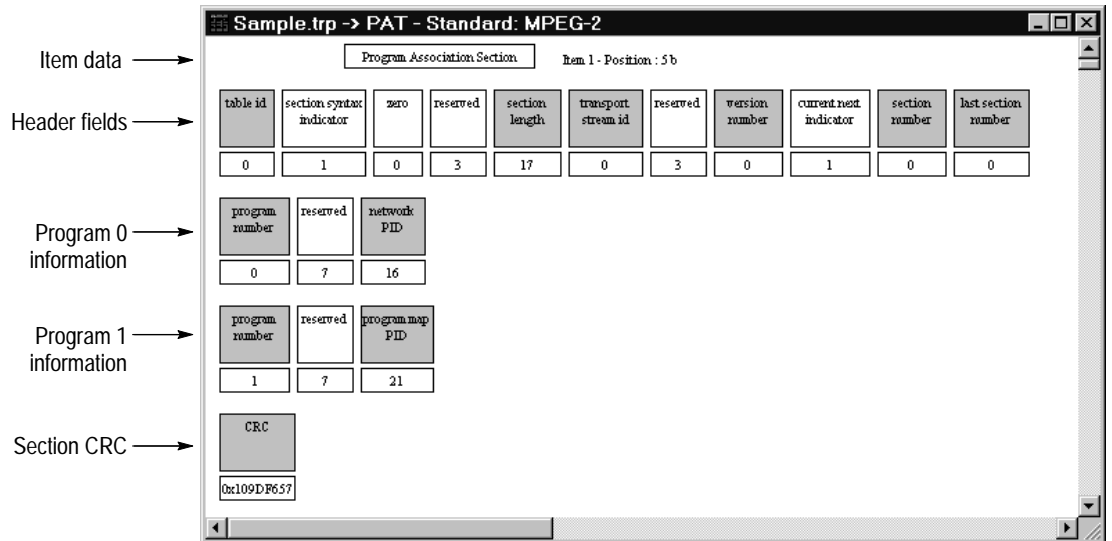 Sample.trp -> PAT - Standard: MPEG-2
Item data
Program Association Section
Item 1 - Position : 5 b
Header fields
table id
section syntax indicator
zero
reserved
section length
transport stream id
reserved
version number
current next indicator
section number
last section number
0
1
0
3
17
0
3
0
1
0
0
Program 0 information
program number
reserved
network PID
0
7
16
Program 1 information
program number
reserved
program map PID
1
7
21
Section CRC
CRC
0x109DF657